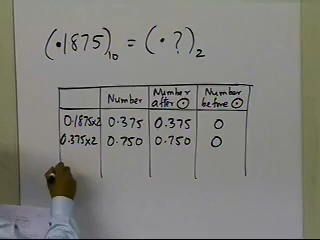 (.1875)10 = (.?)2
Number Number after ⊙ Number before ⊙
0.1875x2 0.375 0.375 0
0.375x2 0.750 0.750 0